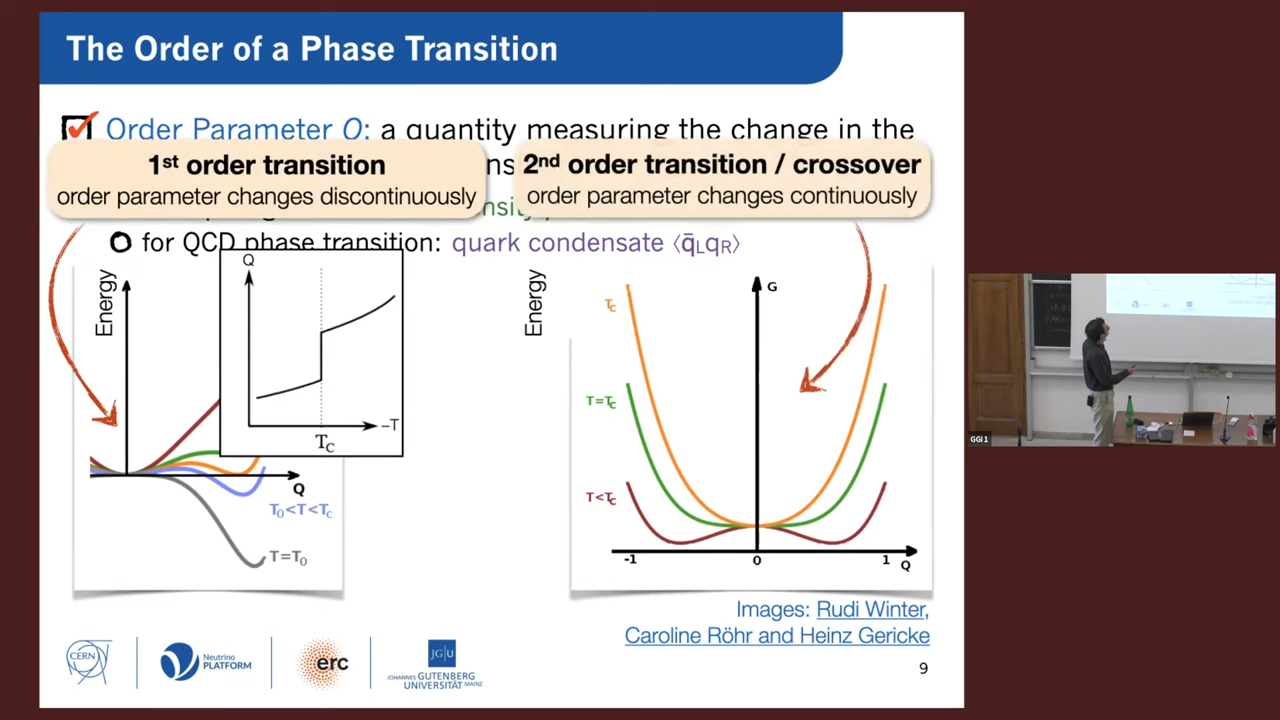 The Order of a Phase Transition
Order Parameter O: a quantity measuring the change in the
1st order transition
order parameter changes discontinuously
2nd order transition / crossover
order parameter changes continuously
for QCD phase transition: quark condensate ⟨q̄LqR⟩
Energy
Q
–T
TC
Q
T0<T<Tc
T=T0
Energy
G
Tc
T=Tc
T<Tc
-1
0
1
Q
Images: Rudi Winter,
Caroline Röhr and Heinz Gericke
CERN
Neutrino
PLATFORM
erc
JG|U
JOHANNES GUTENBERG
UNIVERSITÄT MAINZ
9
GGI 1